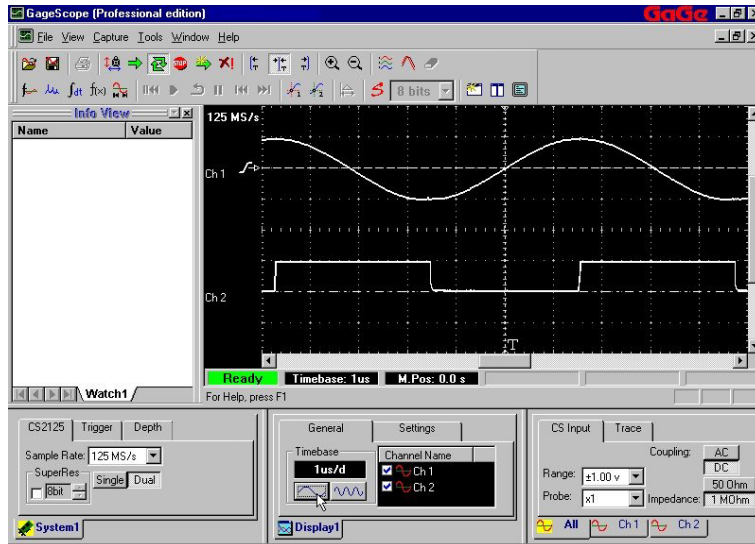 GageScope (Professional edition)
GaGe
File View Capture Tools Window Help
f(x)
8 bits
Info View
Name Value
Watch1
125 MS/s
Ch 1
Ch 2
T
Ready Timebase: 1us M.Pos: 0.0 s
For Help, press F1
CS2125 Trigger Depth
Sample Rate: 125 MS/s
SuperRes
8bit
Single Dual
System1
General Settings
Timebase
1us/d
Channel Name
Ch 1
Ch 2
Display1
CS Input Trace
Coupling: AC
DC
Range: ±1.00 v
50 Ohm
Probe: x1
Impedance: 1 MOhm
All Ch 1 Ch 2